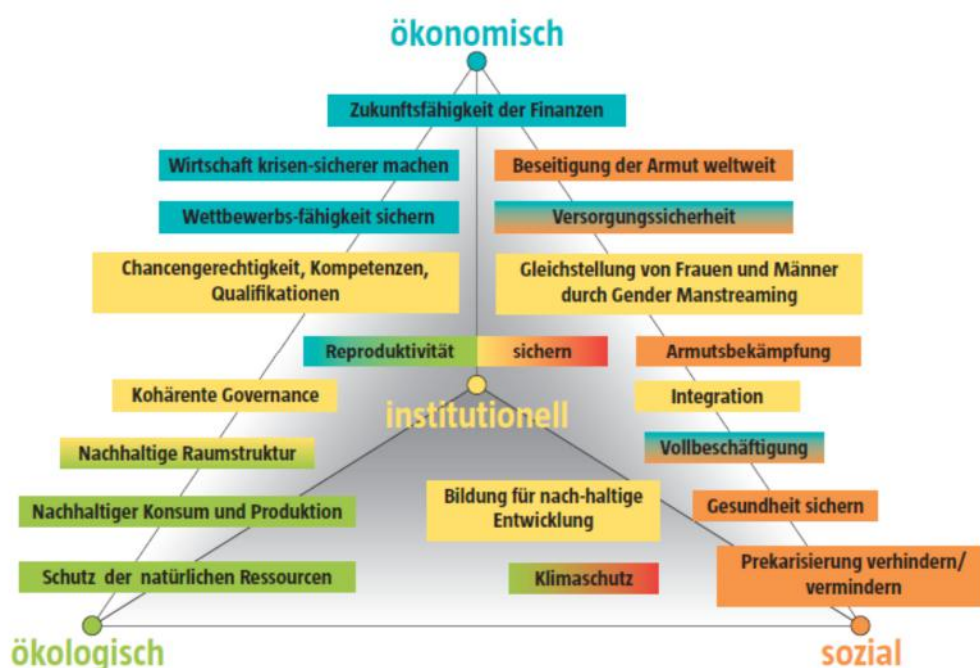 ökonomisch
Zukunftsfähigkeit der Finanzen
Wirtschaft krisen-sicherer machen
Beseitigung der Armut weltweit
Wettbewerbs-fähigkeit sichern
Versorgungssicherheit
Chancengerechtigkeit, Kompetenzen,
Qualifikationen
Gleichstellung von Frauen und Männer
durch Gender Manstreaming
Reproduktivität sichern
Armutsbekämpfung
Kohärente Governance
institutionell
Integration
Nachhaltige Raumstruktur
Vollbeschäftigung
Nachhaltiger Konsum und Produktion
Bildung für nach-haltige
Entwicklung
Gesundheit sichern
Schutz der natürlichen Ressourcen
Klimaschutz
Prekarisierung verhindern/
vermindern
ökologisch
sozial